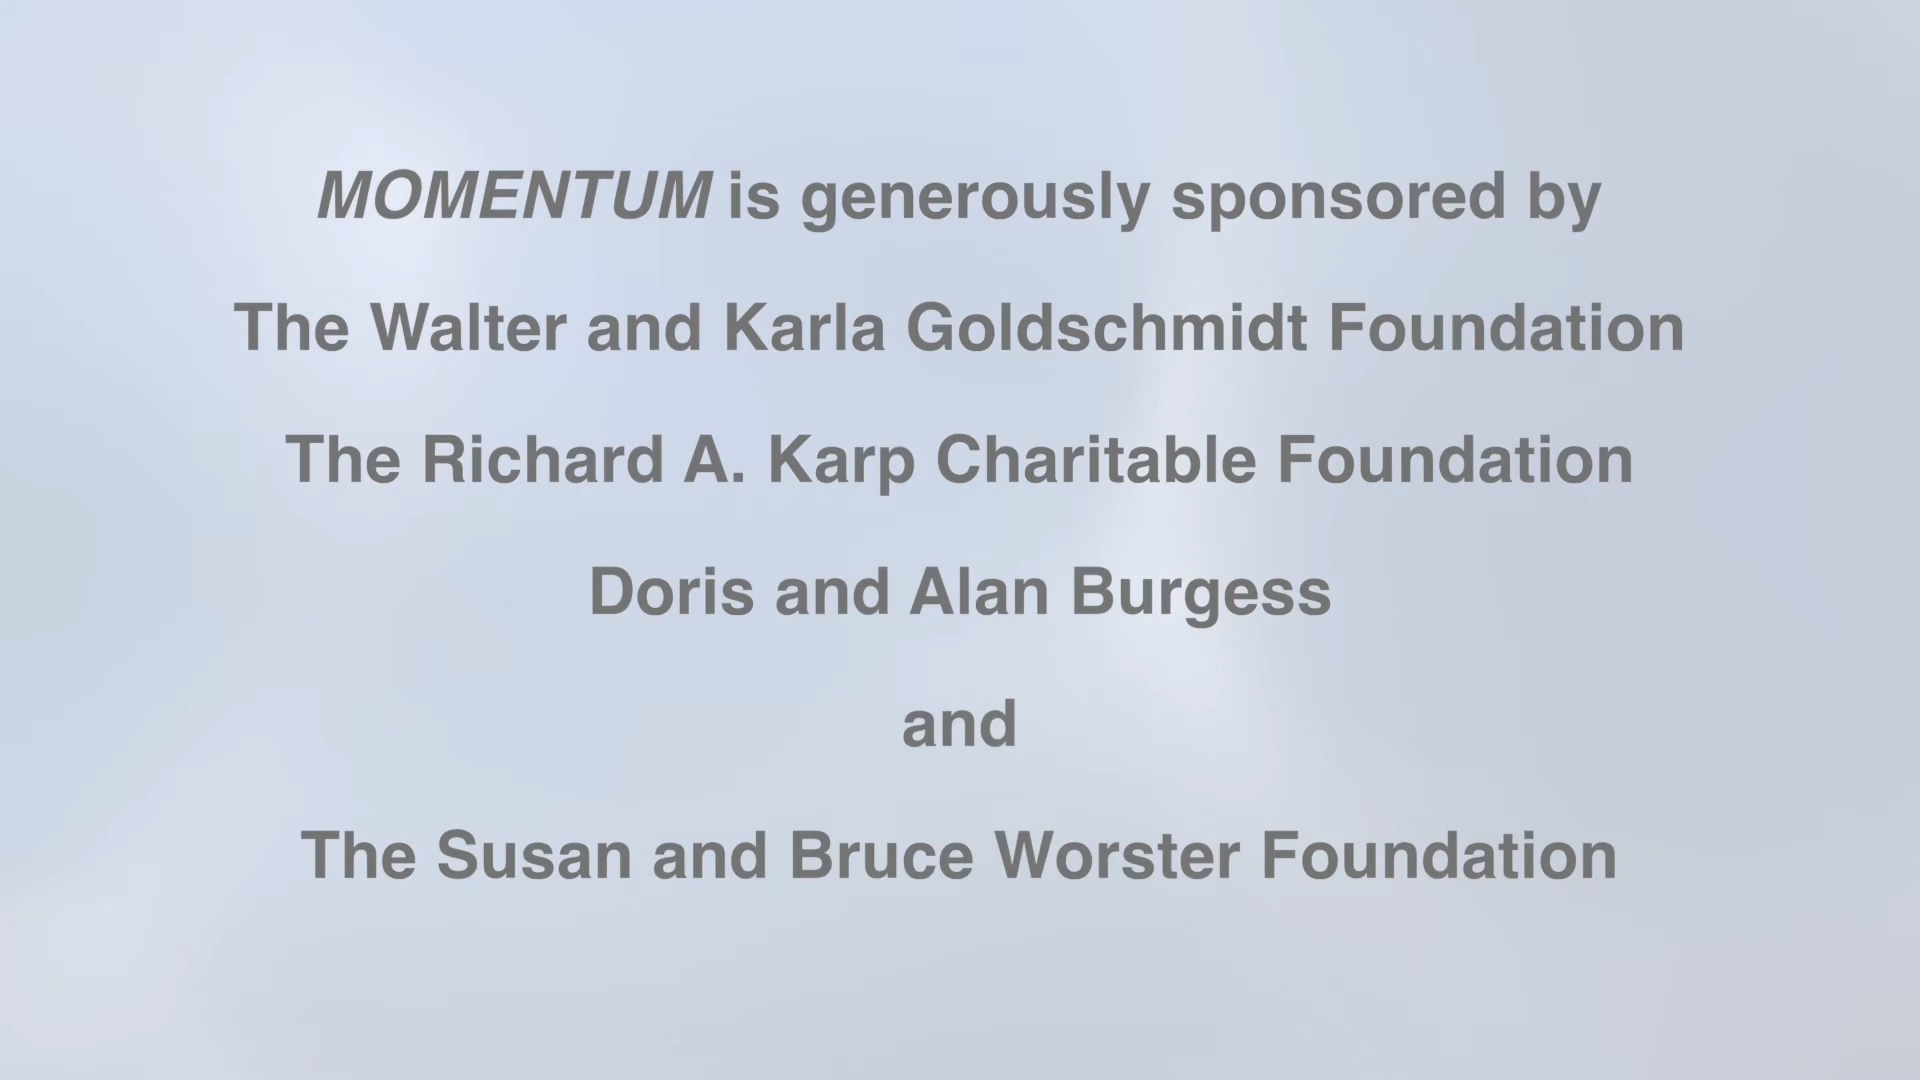 MOMENTUM is generously sponsored by
The Walter and Karla Goldschmidt Foundation
The Richard A. Karp Charitable Foundation
Doris and Alan Burgess
and
The Susan and Bruce Worster Foundation